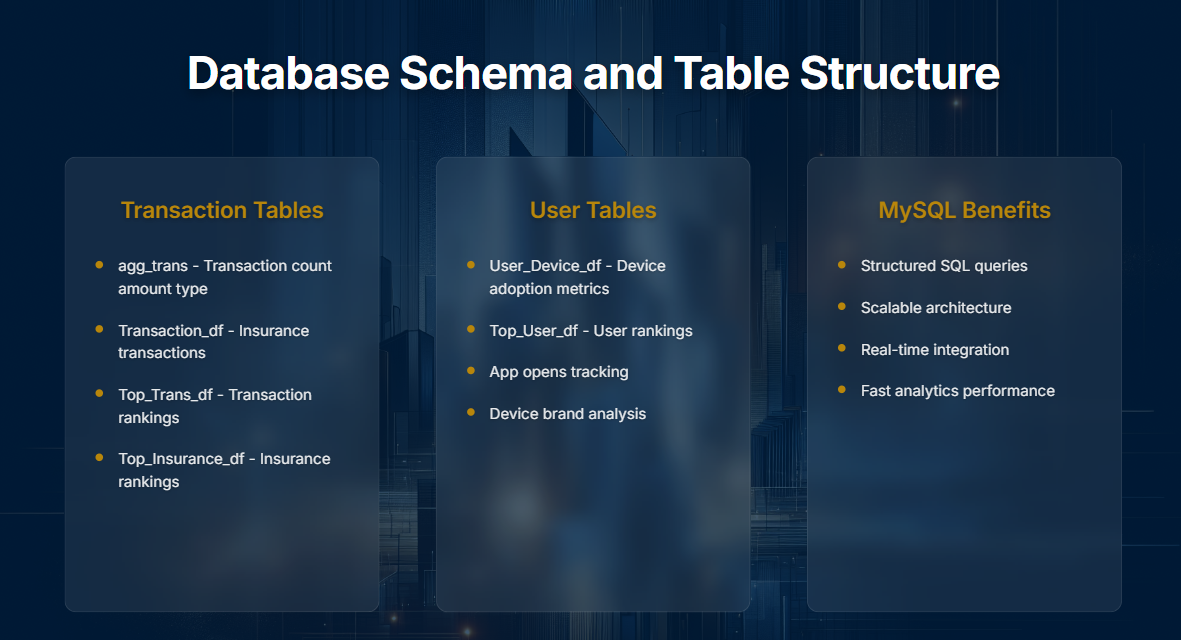 Database Schema and Table Structure
Transaction Tables
agg_trans - Transaction count
amount type
Transaction_df - Insurance
transactions
Top_Trans_df - Transaction
rankings
Top_Insurance_df - Insurance
rankings
User Tables
User_Device_df - Device
adoption metrics
Top_User_df - User rankings
App opens tracking
Device brand analysis
MySQL Benefits
Structured SQL queries
Scalable architecture
Real-time integration
Fast analytics performance